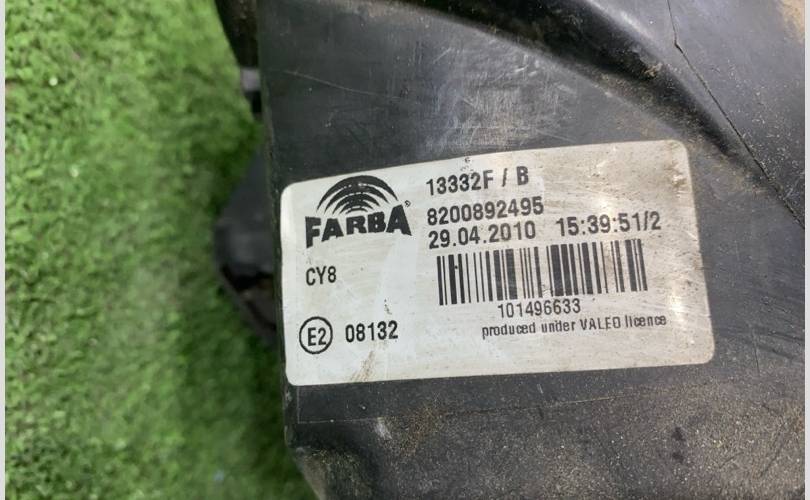 FARBA®
13332F / B
8200892495
29.04.2010 15:39:51/2
CY8
101496633
E2 08132
produced under VALEO licence